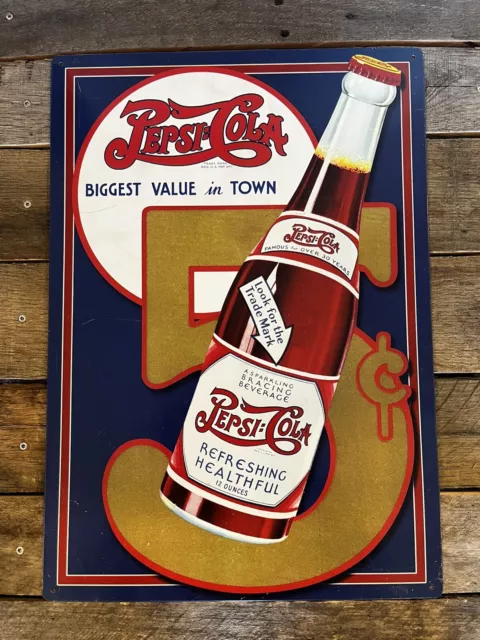 PEPSI:COLA
BIGGEST VALUE in TOWN
5¢
PEPSI:COLA
FAMOUS for OVER 30 YEARS
Look for the
Trade Mark
A SPARKLING
BRACING
BEVERAGE
PEPSI:COLA
REFRESHING
HEALTHFUL
12 OUNCES